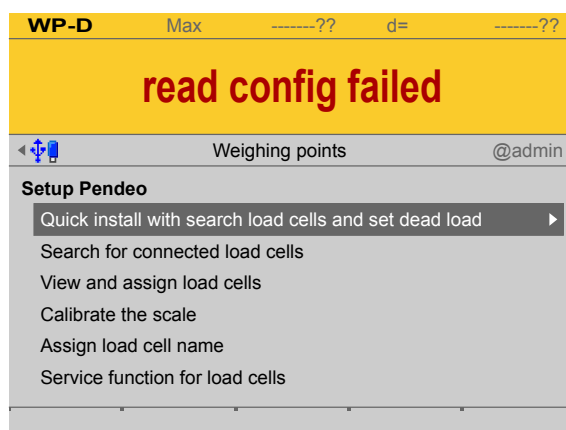 WP-D Max -------?? d= -------??
read config failed
Weighing points @admin
Setup Pendeo
Quick install with search load cells and set dead load
Search for connected load cells
View and assign load cells
Calibrate the scale
Assign load cell name
Service function for load cells